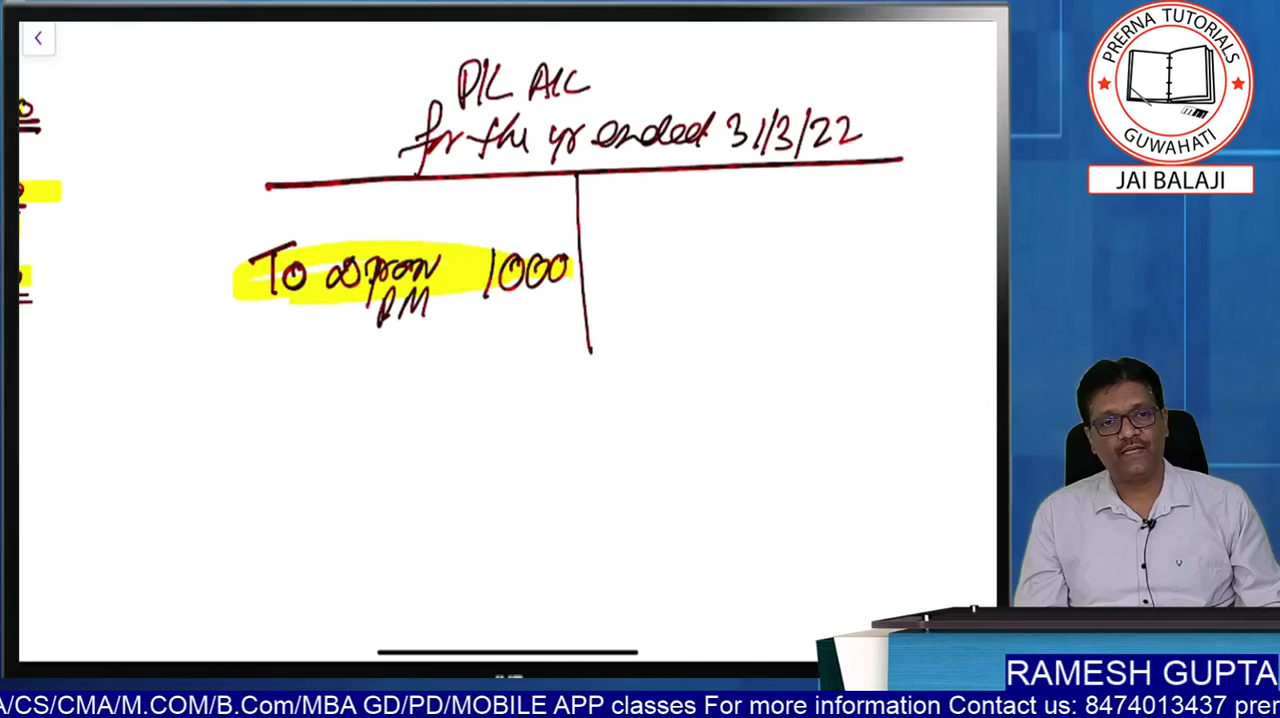 P/L A/C
for the yr ended 31/3/22
To 1000
PRERNA TUTORIALS
GUWAHATI
JAI BALAJI
RAMESH GUPTA
A/CS/CMA/M.COM/B.Com/MBA GD/PD/MOBILE APP classes For more information Contact us: 8474013437 prer